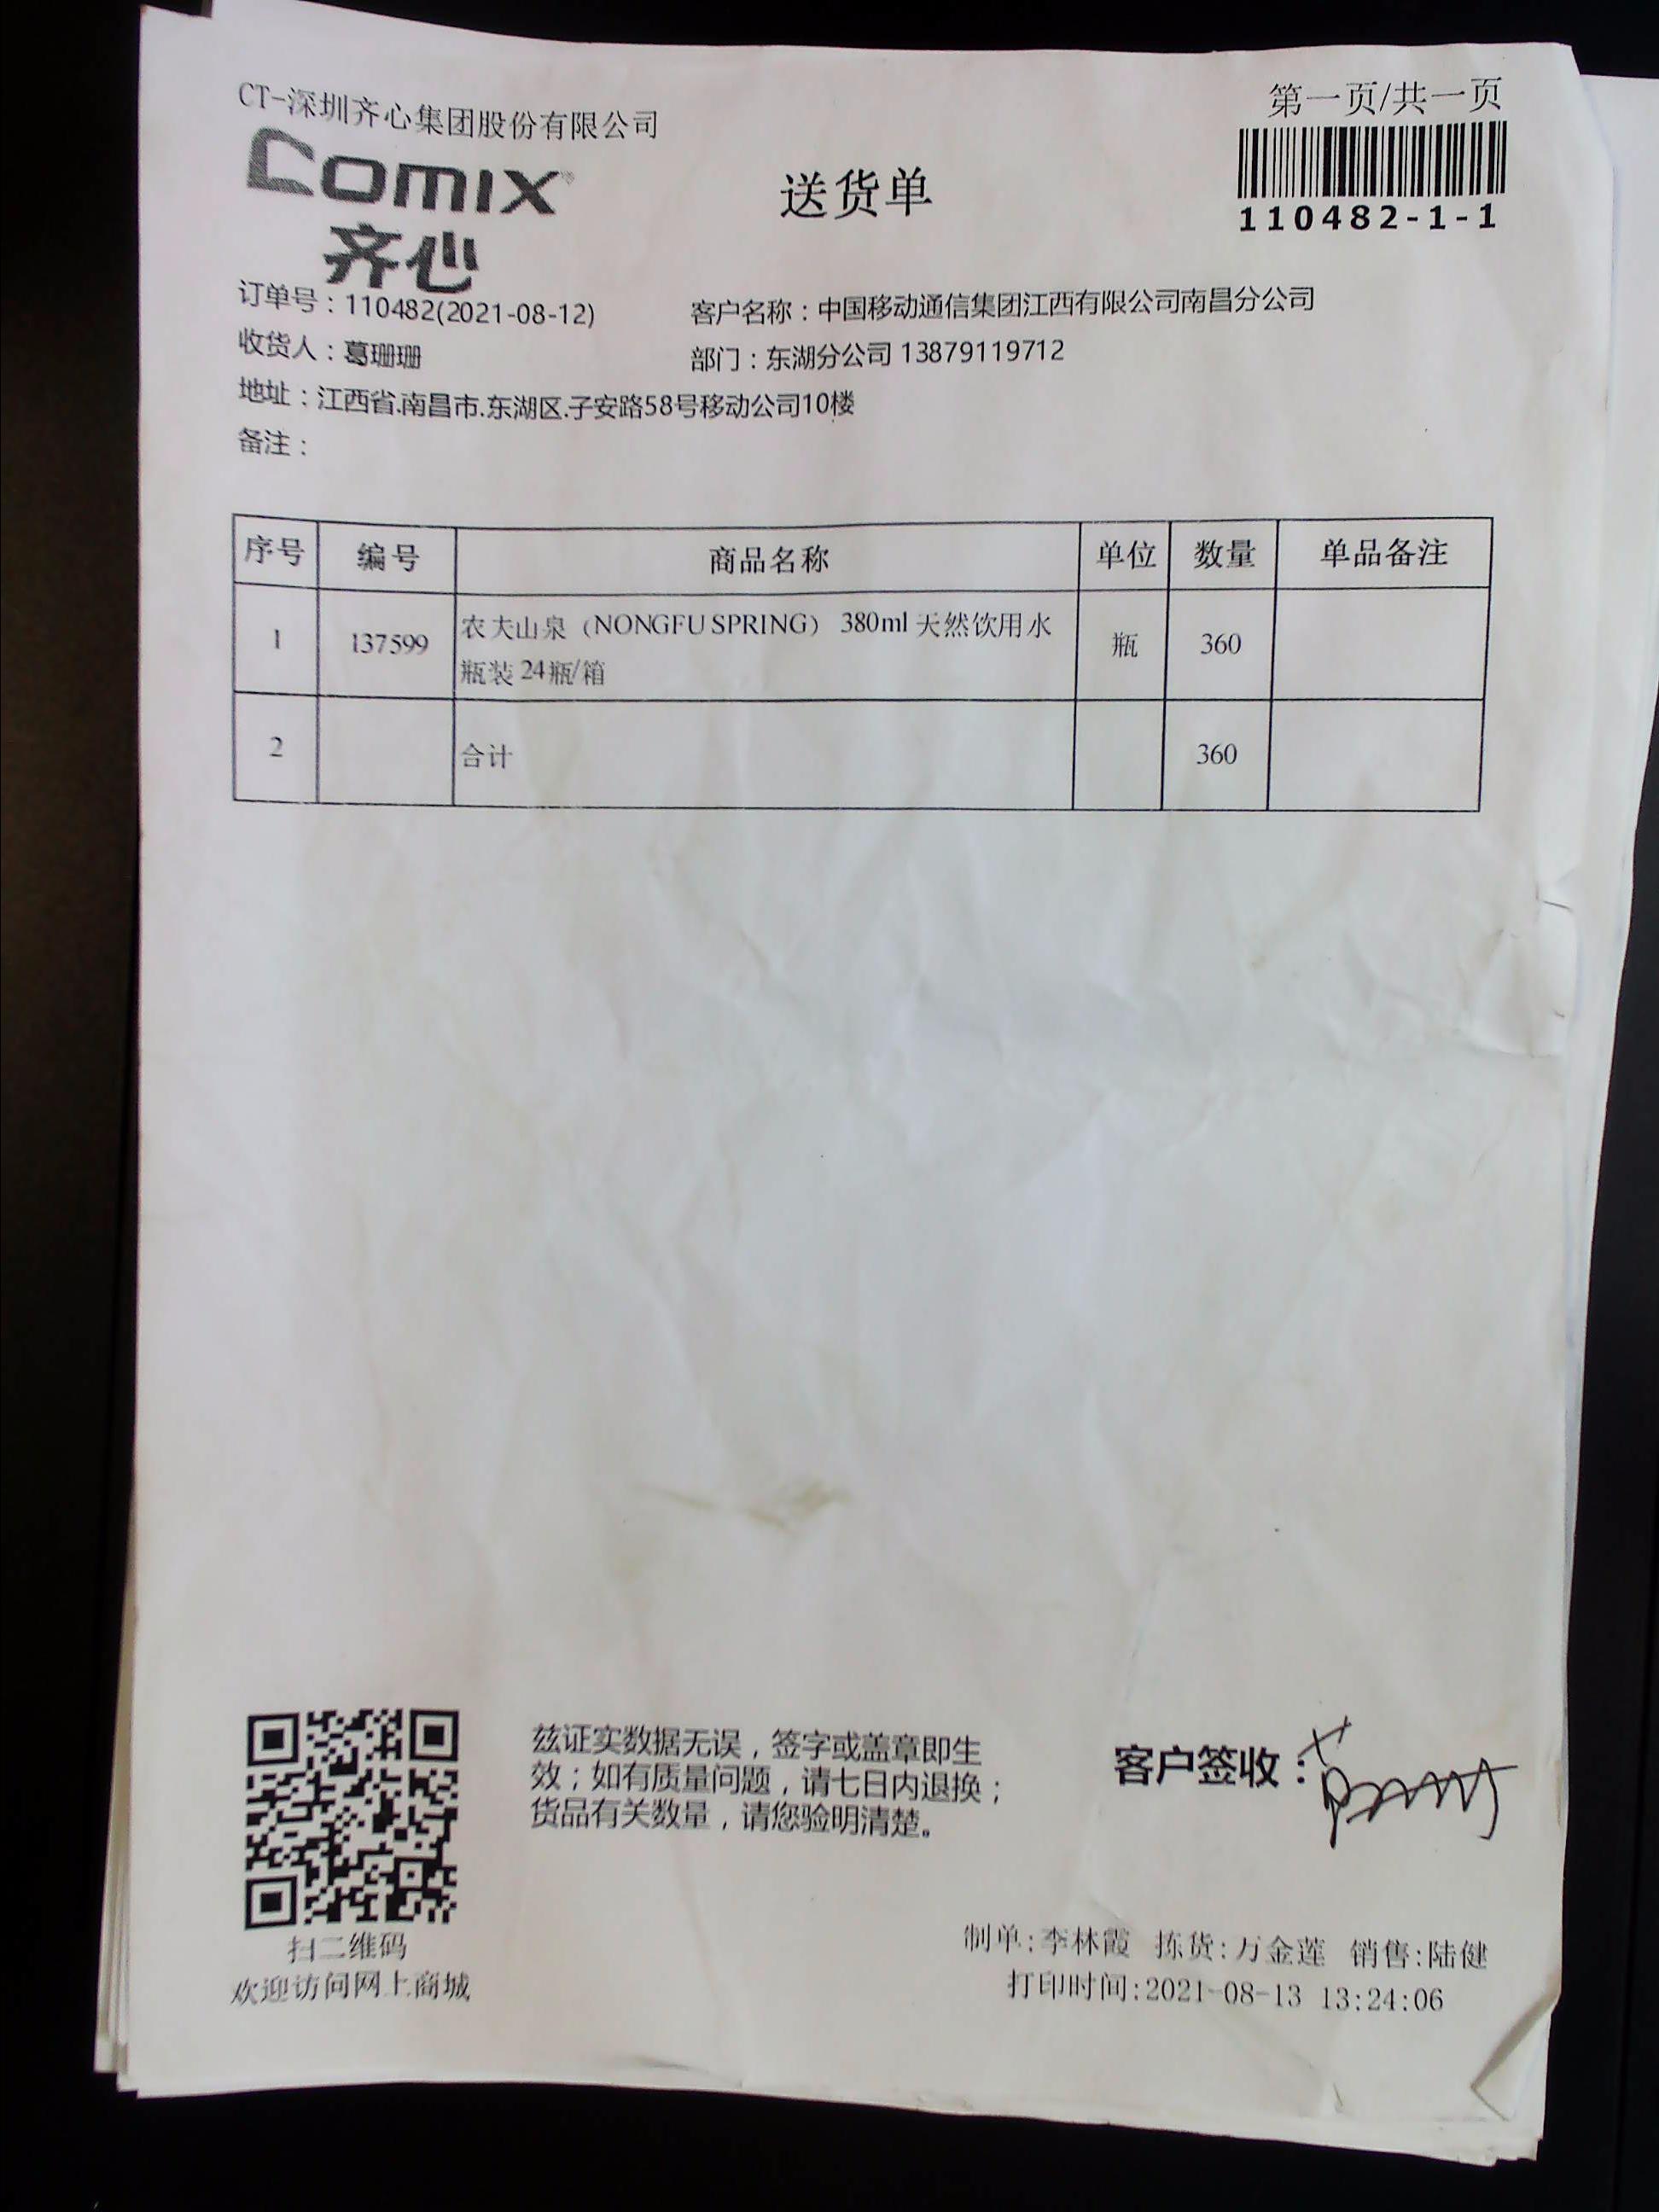 CT-深圳齐心集团股份有限公司
第一页/共一页
COMIX
齐心
送货单
110482-1-1
订单号：110482(2021-08-12)
客户名称：中国移动通信集团江西有限公司南昌分公司
收货人：葛珊珊
部门：东湖分公司 13879119712
地址：江西省.南昌市.东湖区.子安路58号移动公司10楼
备注：
序号 编号 商品名称 单位 数量 单品备注
1 137599 农夫山泉（NONGFU SPRING） 380ml 天然饮用水 瓶 360
瓶装 24瓶/箱
2 合计 360
兹证实数据无误，签字或盖章即生
效；如有质量问题，请七日内退换；
货品有关数量，请您验明清楚。
客户签收：
扫二维码
欢迎访问网上商城
制单:李林霞 拣货:万金莲 销售:陆健
打印时间:2021-08-13 13:24:06